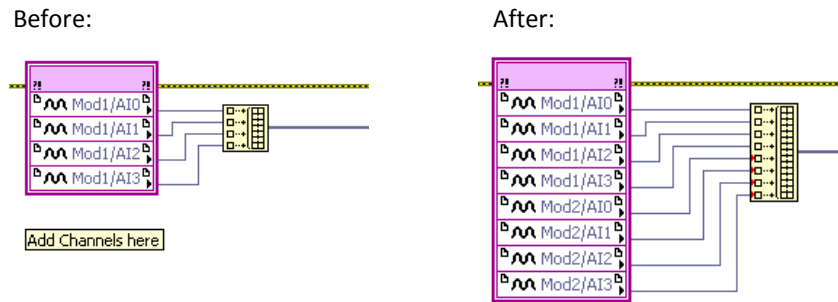 Before:
After:
?! ?!
Mod1/AI0
Mod1/AI1
Mod1/AI2
Mod1/AI3
Add Channels here
?! ?!
Mod1/AI0
Mod1/AI1
Mod1/AI2
Mod1/AI3
Mod2/AI0
Mod2/AI1
Mod2/AI2
Mod2/AI3